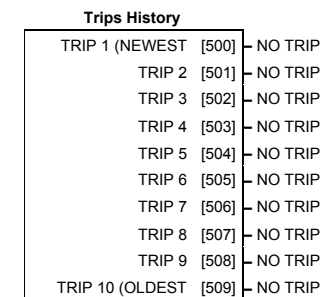 Trips History
TRIP 1 (NEWEST [500] – NO TRIP
TRIP 2 [501] – NO TRIP
TRIP 3 [502] – NO TRIP
TRIP 4 [503] – NO TRIP
TRIP 5 [504] – NO TRIP
TRIP 6 [505] – NO TRIP
TRIP 7 [506] – NO TRIP
TRIP 8 [507] – NO TRIP
TRIP 9 [508] – NO TRIP
TRIP 10 (OLDEST [509] – NO TRIP